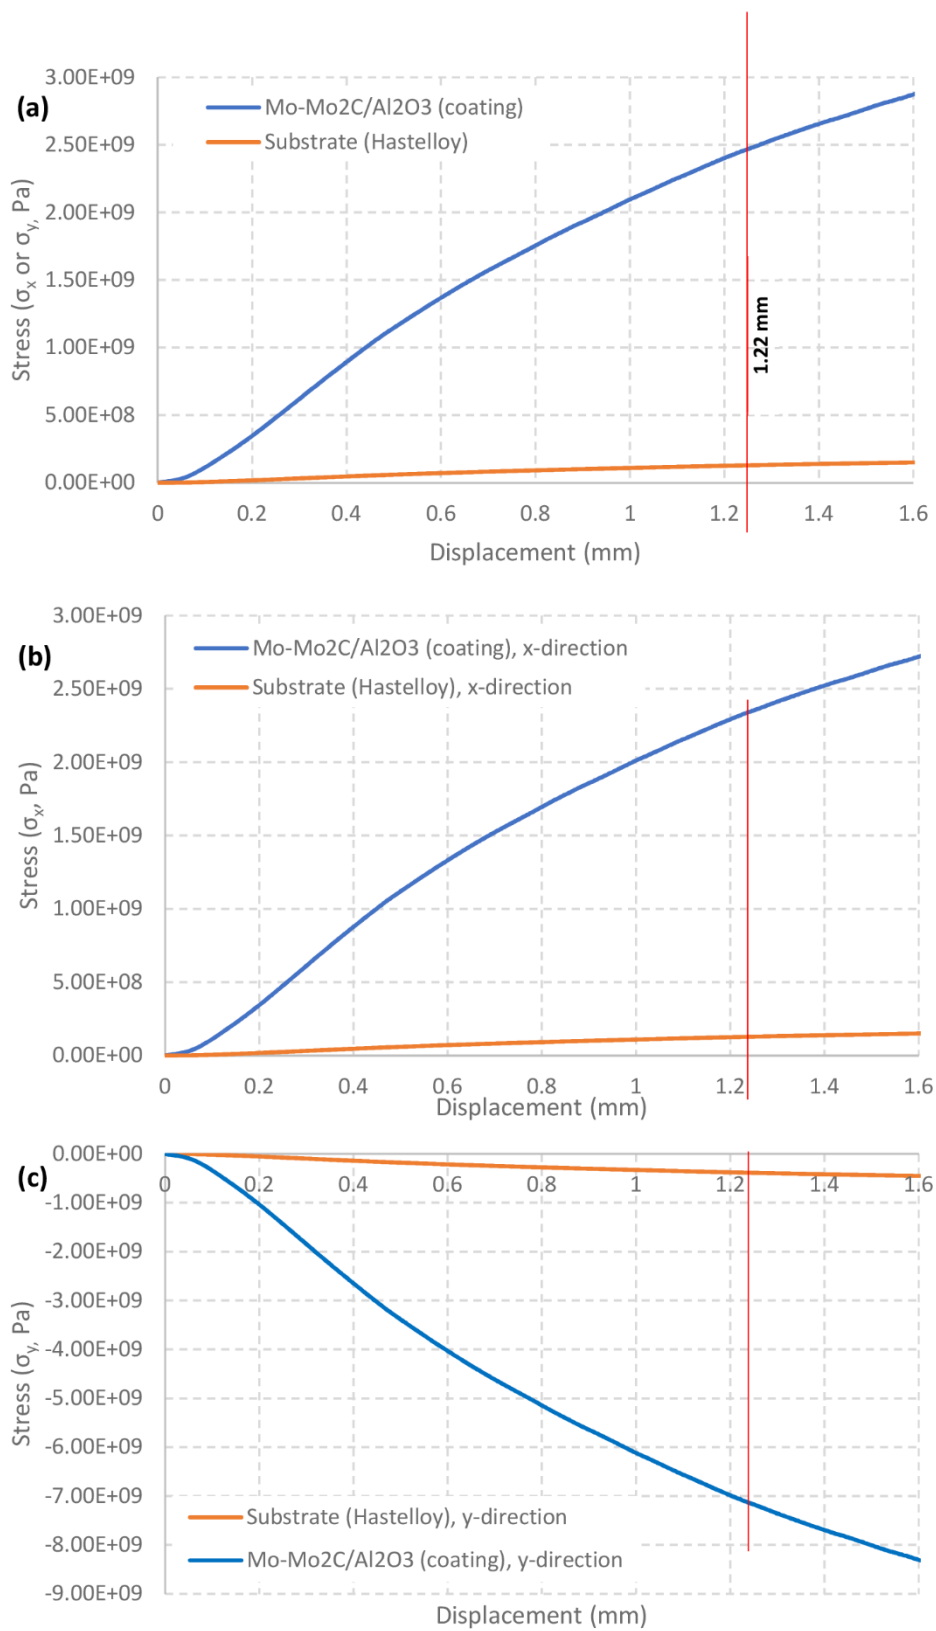 (a)
3.00E+09
2.50E+09
2.00E+09
1.50E+09
1.00E+09
5.00E+08
0.00E+00
Stress (σx or σy, Pa)
Mo-Mo2C/Al2O3 (coating)
Substrate (Hastelloy)
1.22 mm
0 0.2 0.4 0.6 0.8 1 1.2 1.4 1.6
Displacement (mm)
(b)
3.00E+09
2.50E+09
2.00E+09
1.50E+09
1.00E+09
5.00E+08
0.00E+00
Stress (σx, Pa)
Mo-Mo2C/Al2O3 (coating), x-direction
Substrate (Hastelloy), x-direction
0 0.2 0.4 0.6 0.8 1 1.2 1.4 1.6
Displacement (mm)
(c)
0.00E+00
-1.00E+09
-2.00E+09
-3.00E+09
-4.00E+09
-5.00E+09
-6.00E+09
-7.00E+09
-8.00E+09
-9.00E+09
Stress (σy, Pa)
0 0.2 0.4 0.6 0.8 1 1.2 1.4 1.6
Substrate (Hastelloy), y-direction
Mo-Mo2C/Al2O3 (coating), y-direction
Displacement (mm)